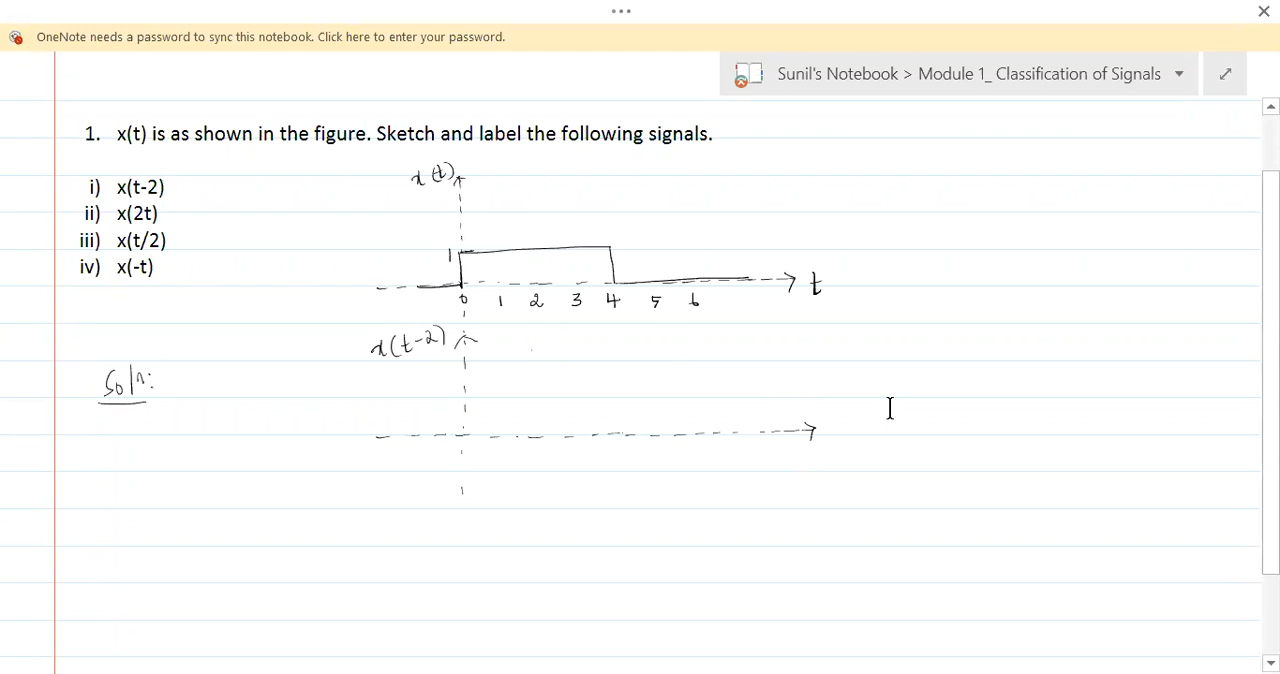 OneNote needs a password to sync this notebook. Click here to enter your password.
Sunil's Notebook > Module 1_ Classification of Signals
1. x(t) is as shown in the figure. Sketch and label the following signals.
i) x(t-2)
ii) x(2t)
iii) x(t/2)
iv) x(-t)
x(t)
1
0 1 2 3 4 5 6
t
x(t-2)
Soln: